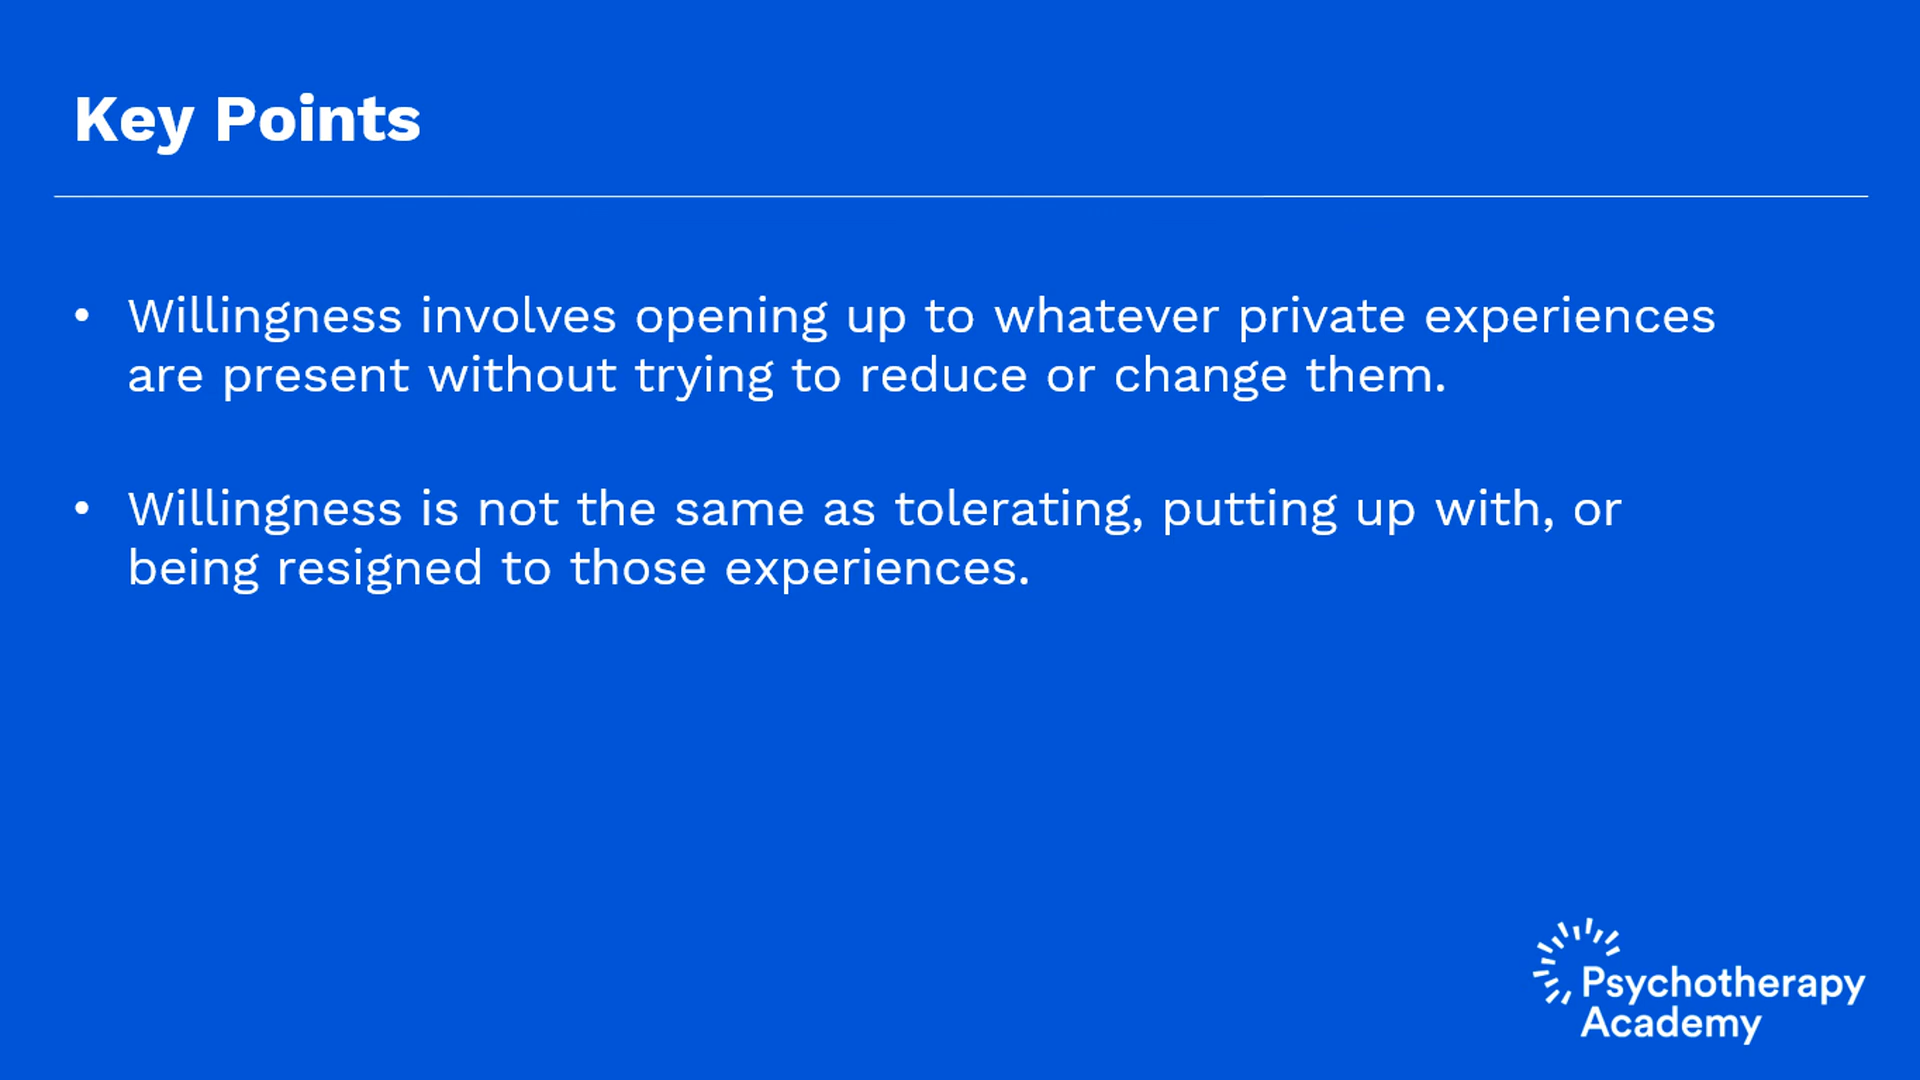 Key Points
• Willingness involves opening up to whatever private experiences
are present without trying to reduce or change them.
• Willingness is not the same as tolerating, putting up with, or
being resigned to those experiences.
Psychotherapy
Academy